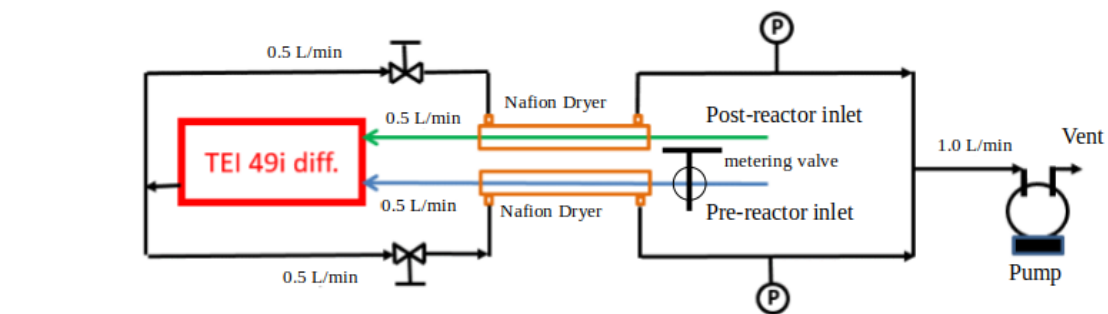 P
0.5 L/min
Nafion Dryer
0.5 L/min
Post-reactor inlet
Vent
1.0 L/min
TEI 49i diff.
metering valve
0.5 L/min
Nafion Dryer
Pre-reactor inlet
0.5 L/min
Pump
P